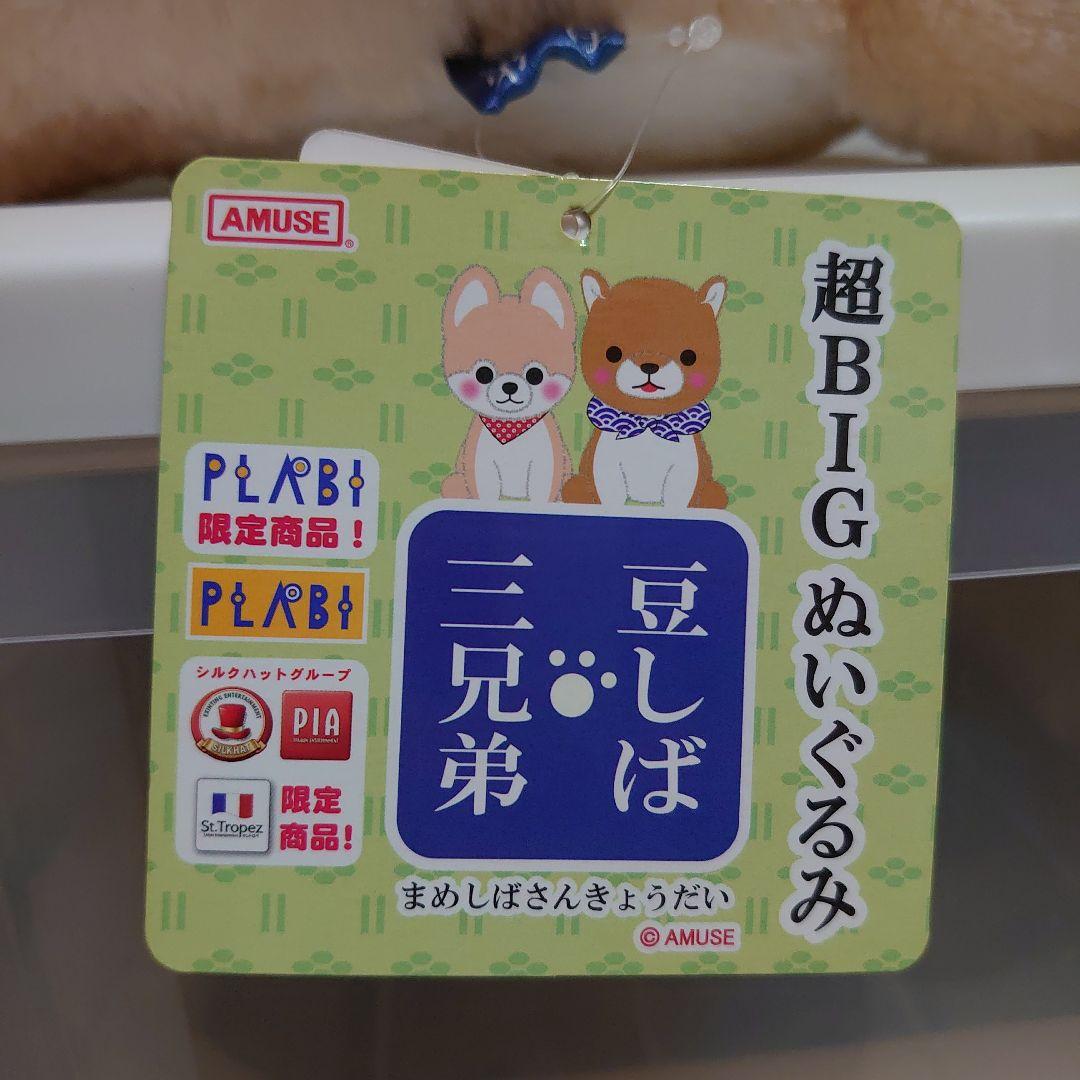 AMUSE
®
超BIG ぬいぐるみ
PLABI
限定商品！
PLABI
シルクハットグループ
EXCITING ENTERTAINMENT
SILKHAT
PIA
St.Tropez
限定
商品！
豆しば
三兄弟
まめしばさんきょうだい
© AMUSE